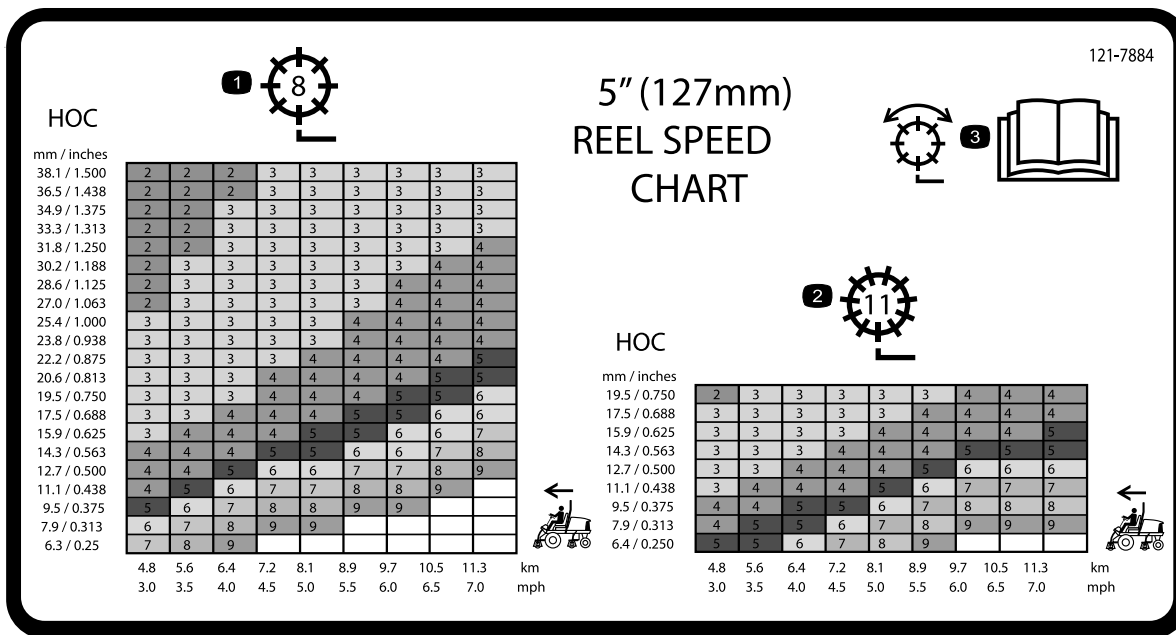 121-7884
5" (127mm)
REEL SPEED
CHART
1
8
3
HOC
mm / inches
38.1 / 1.500 2 2 2 3 3 3 3 3 3
36.5 / 1.438 2 2 2 3 3 3 3 3 3
34.9 / 1.375 2 2 3 3 3 3 3 3 3
33.3 / 1.313 2 2 3 3 3 3 3 3 3
31.8 / 1.250 2 2 3 3 3 3 3 3 4
30.2 / 1.188 2 3 3 3 3 3 3 4 4
28.6 / 1.125 2 3 3 3 3 3 4 4 4
27.0 / 1.063 2 3 3 3 3 3 4 4 4
25.4 / 1.000 3 3 3 3 3 4 4 4 4
23.8 / 0.938 3 3 3 3 3 4 4 4 4
22.2 / 0.875 3 3 3 3 4 4 4 4 5
20.6 / 0.813 3 3 3 4 4 4 4 5 5
19.5 / 0.750 3 3 3 4 4 4 5 5 6
17.5 / 0.688 3 3 4 4 4 5 5 6 6
15.9 / 0.625 3 4 4 4 5 5 6 6 7
14.3 / 0.563 4 4 4 5 5 6 6 7 8
12.7 / 0.500 4 4 5 6 6 7 7 8 9
11.1 / 0.438 4 5 6 7 7 8 8 9
9.5 / 0.375 5 6 7 8 8 9 9
7.9 / 0.313 6 7 8 9 9
6.3 / 0.25 7 8 9
4.8 5.6 6.4 7.2 8.1 8.9 9.7 10.5 11.3 km
3.0 3.5 4.0 4.5 5.0 5.5 6.0 6.5 7.0 mph
2
11
HOC
mm / inches
19.5 / 0.750 2 3 3 3 3 3 4 4 4
17.5 / 0.688 3 3 3 3 3 4 4 4 4
15.9 / 0.625 3 3 3 3 4 4 4 4 5
14.3 / 0.563 3 3 3 4 4 4 5 5 5
12.7 / 0.500 3 3 4 4 4 5 6 6 6
11.1 / 0.438 3 4 4 4 5 6 7 7 7
9.5 / 0.375 4 4 5 5 6 7 8 8 8
7.9 / 0.313 4 5 5 6 7 8 9 9 9
6.4 / 0.250 5 5 6 7 8 9
4.8 5.6 6.4 7.2 8.1 8.9 9.7 10.5 11.3 km
3.0 3.5 4.0 4.5 5.0 5.5 6.0 6.5 7.0 mph